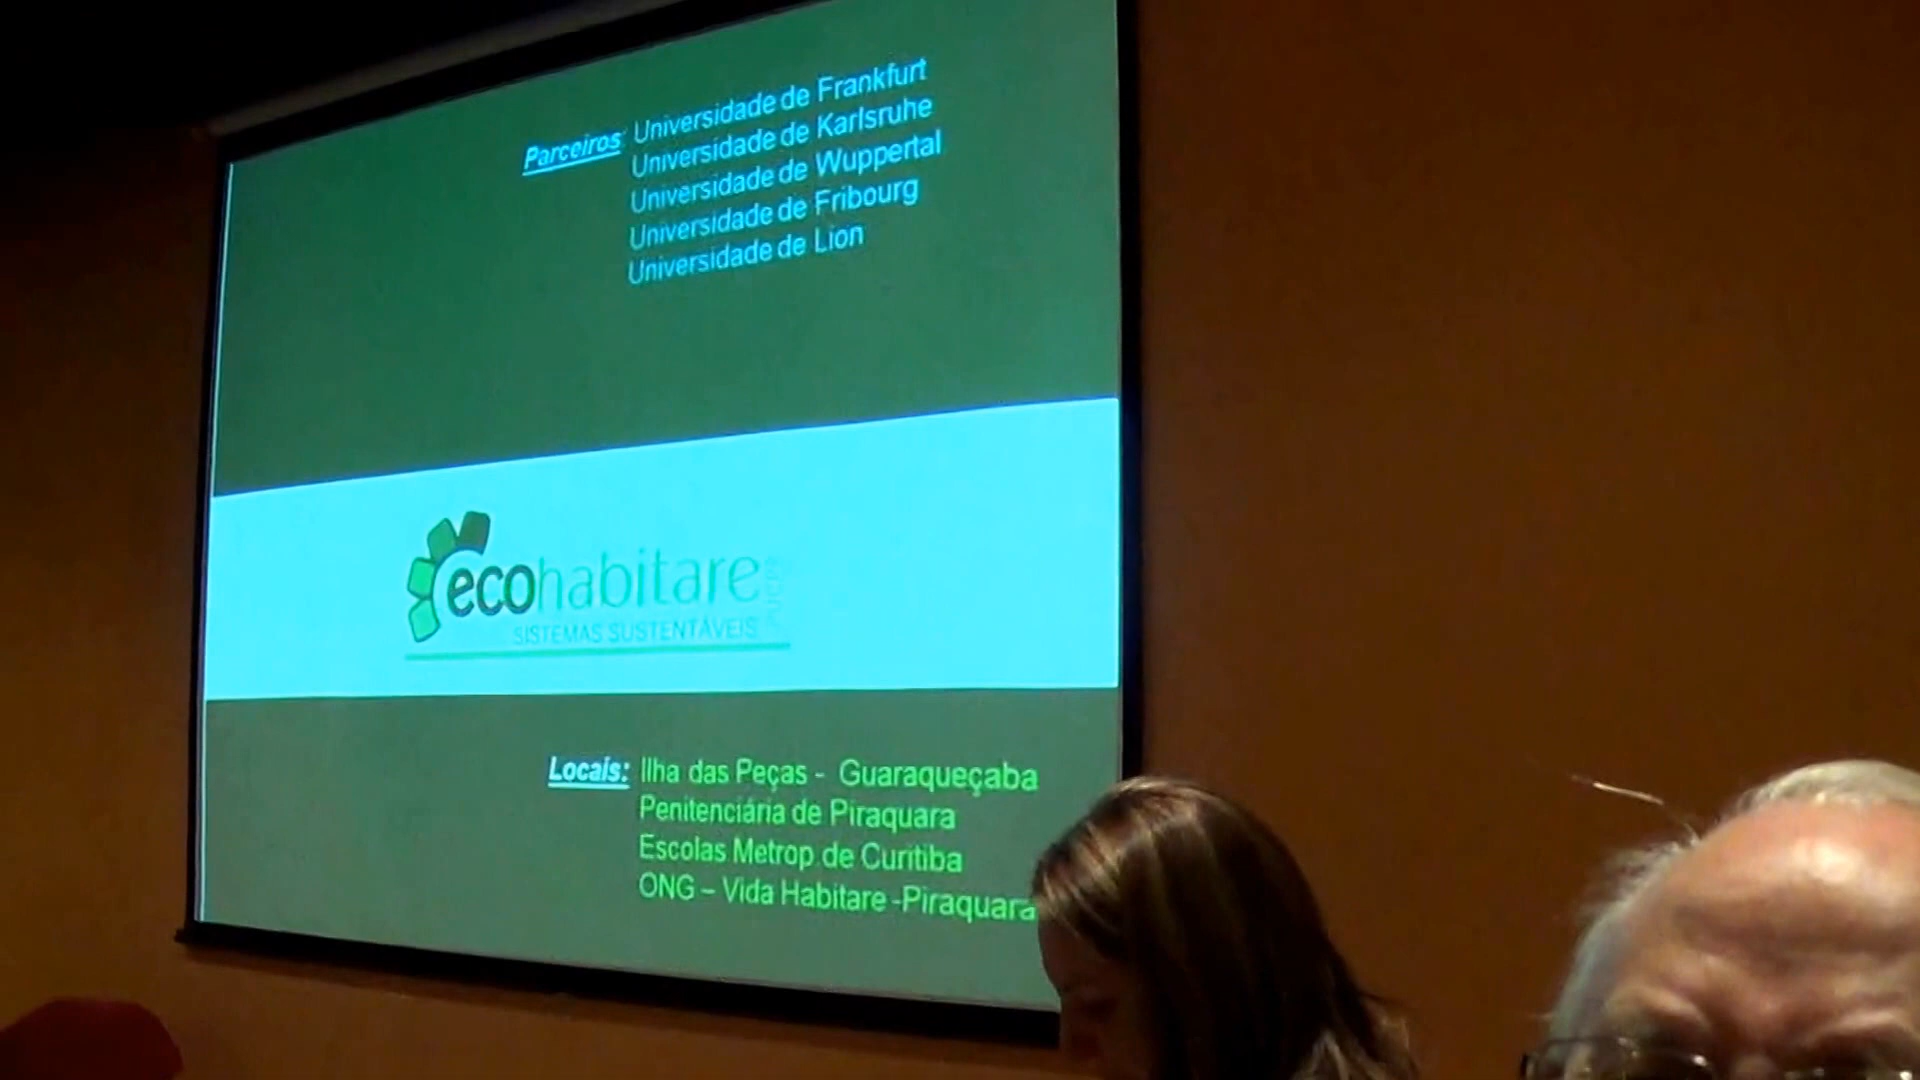 Parceiros: Universidade de Frankfurt
Universidade de Karlsruhe
Universidade de Wuppertal
Universidade de Fribourg
Universidade de Lion
ecohabitare
SISTEMAS SUSTENTÁVEIS
Locais: Ilha das Peças - Guaraqueçaba
Penitenciária de Piraquara
Escolas Metrop.de Curitiba
ONG – Vida Habitare -Piraquara